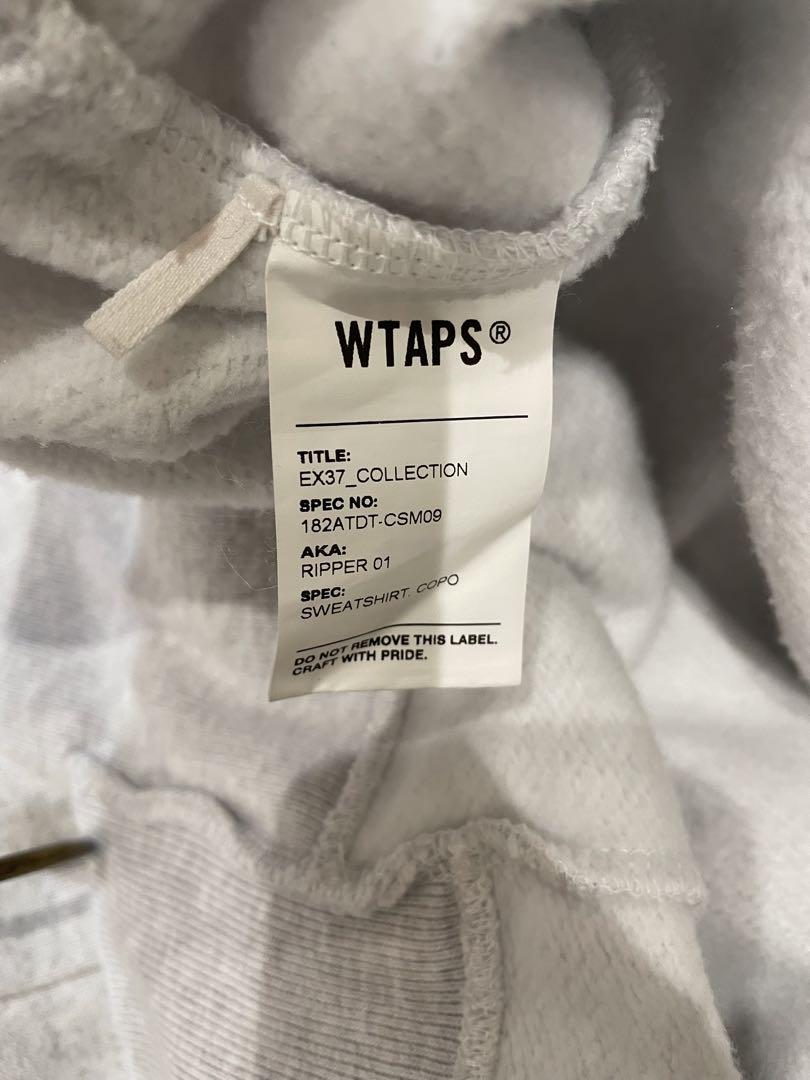 WTAPS®
TITLE:
EX37_COLLECTION
SPEC NO:
182ATDT-CSM09
AKA:
RIPPER 01
SPEC:
SWEATSHIRT. COPO
DO NOT REMOVE THIS LABEL.
CRAFT WITH PRIDE.